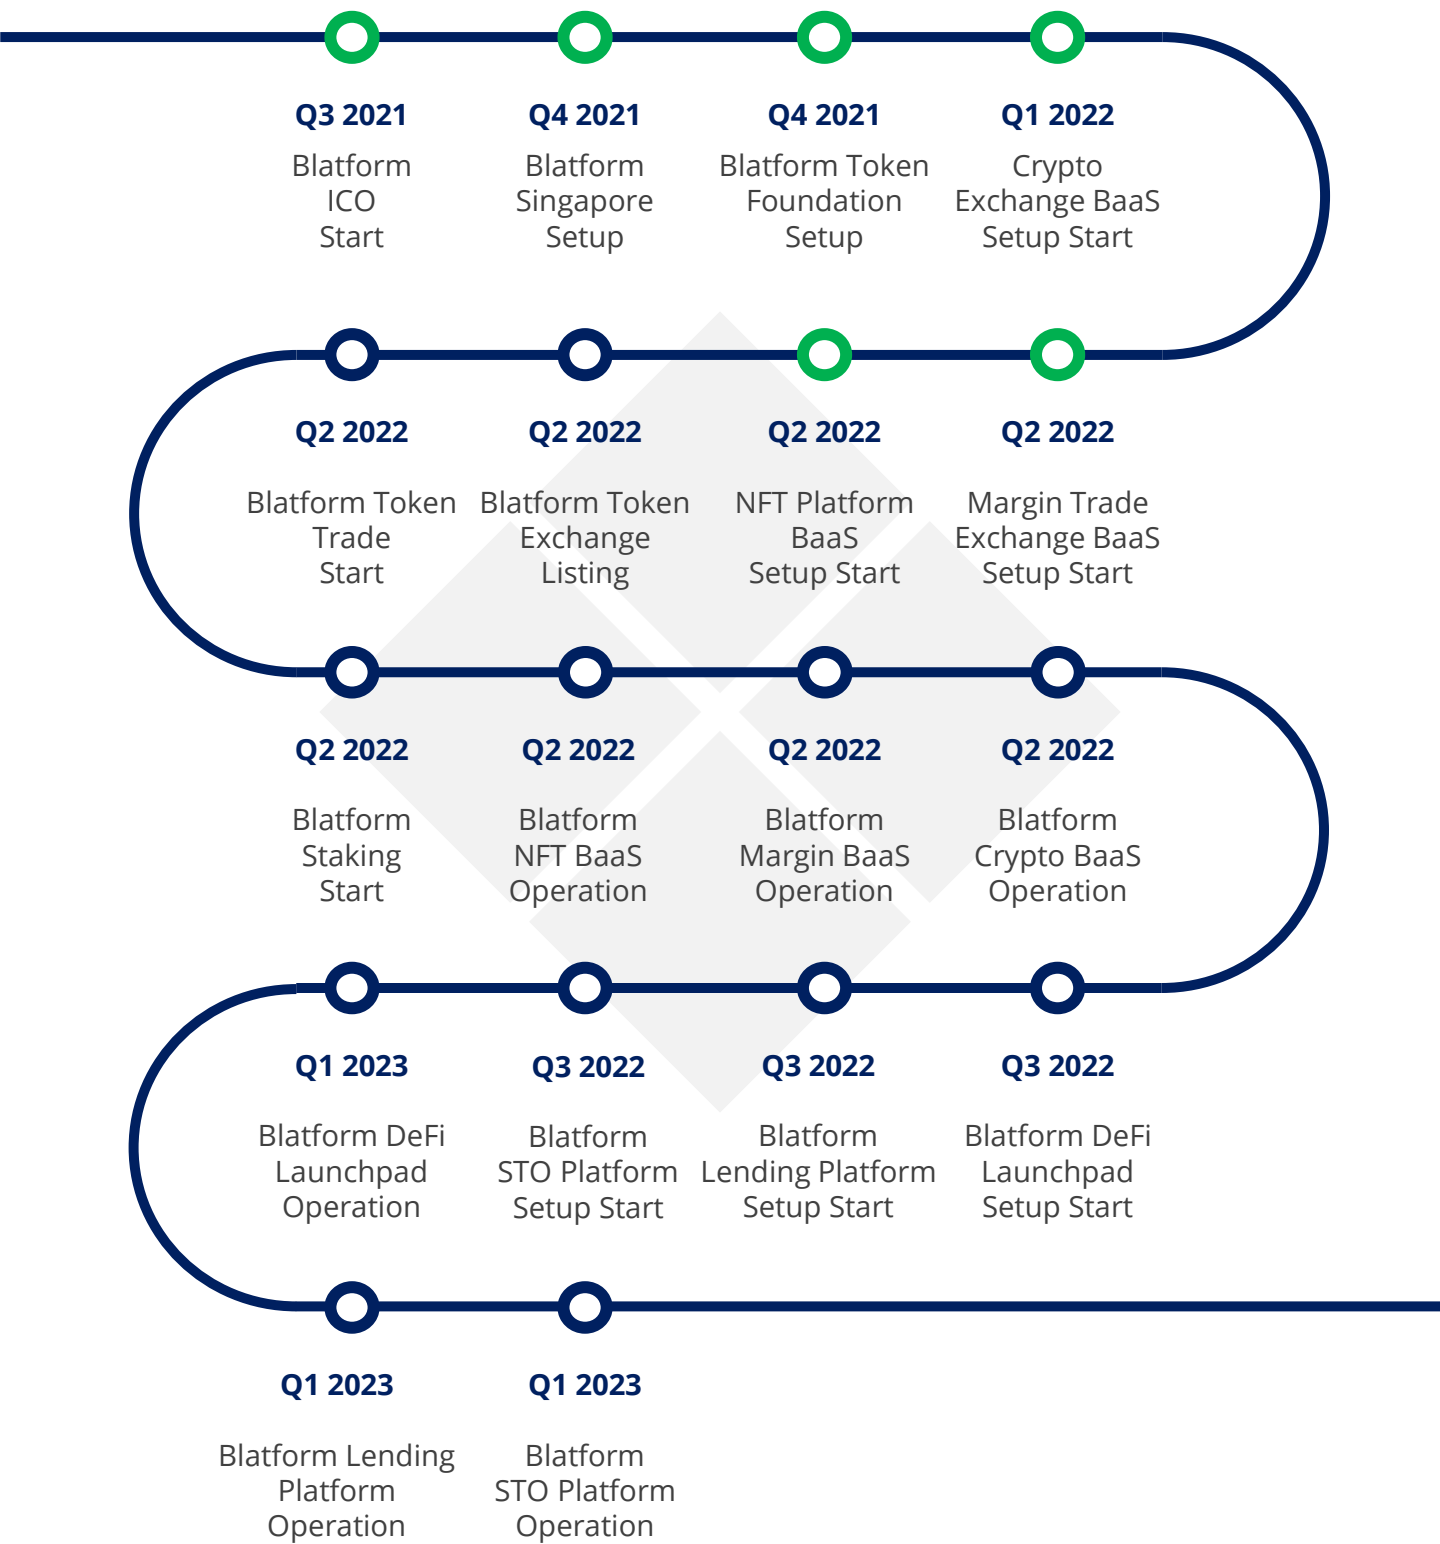 Q3 2021
Blatform
ICO
Start
Q4 2021
Blatform
Singapore
Setup
Q4 2021
Blatform Token
Foundation
Setup
Q1 2022
Crypto
Exchange BaaS
Setup Start
Q2 2022
Blatform Token
Trade
Start
Q2 2022
Blatform Token
Exchange
Listing
Q2 2022
NFT Platform
BaaS
Setup Start
Q2 2022
Margin Trade
Exchange BaaS
Setup Start
Q2 2022
Blatform
Staking
Start
Q2 2022
Blatform
NFT BaaS
Operation
Q2 2022
Blatform
Margin BaaS
Operation
Q2 2022
Blatform
Crypto BaaS
Operation
Q1 2023
Blatform DeFi
Launchpad
Operation
Q3 2022
Blatform
STO Platform
Setup Start
Q3 2022
Blatform
Lending Platform
Setup Start
Q3 2022
Blatform DeFi
Launchpad
Setup Start
Q1 2023
Blatform Lending
Platform
Operation
Q1 2023
Blatform
STO Platform
Operation